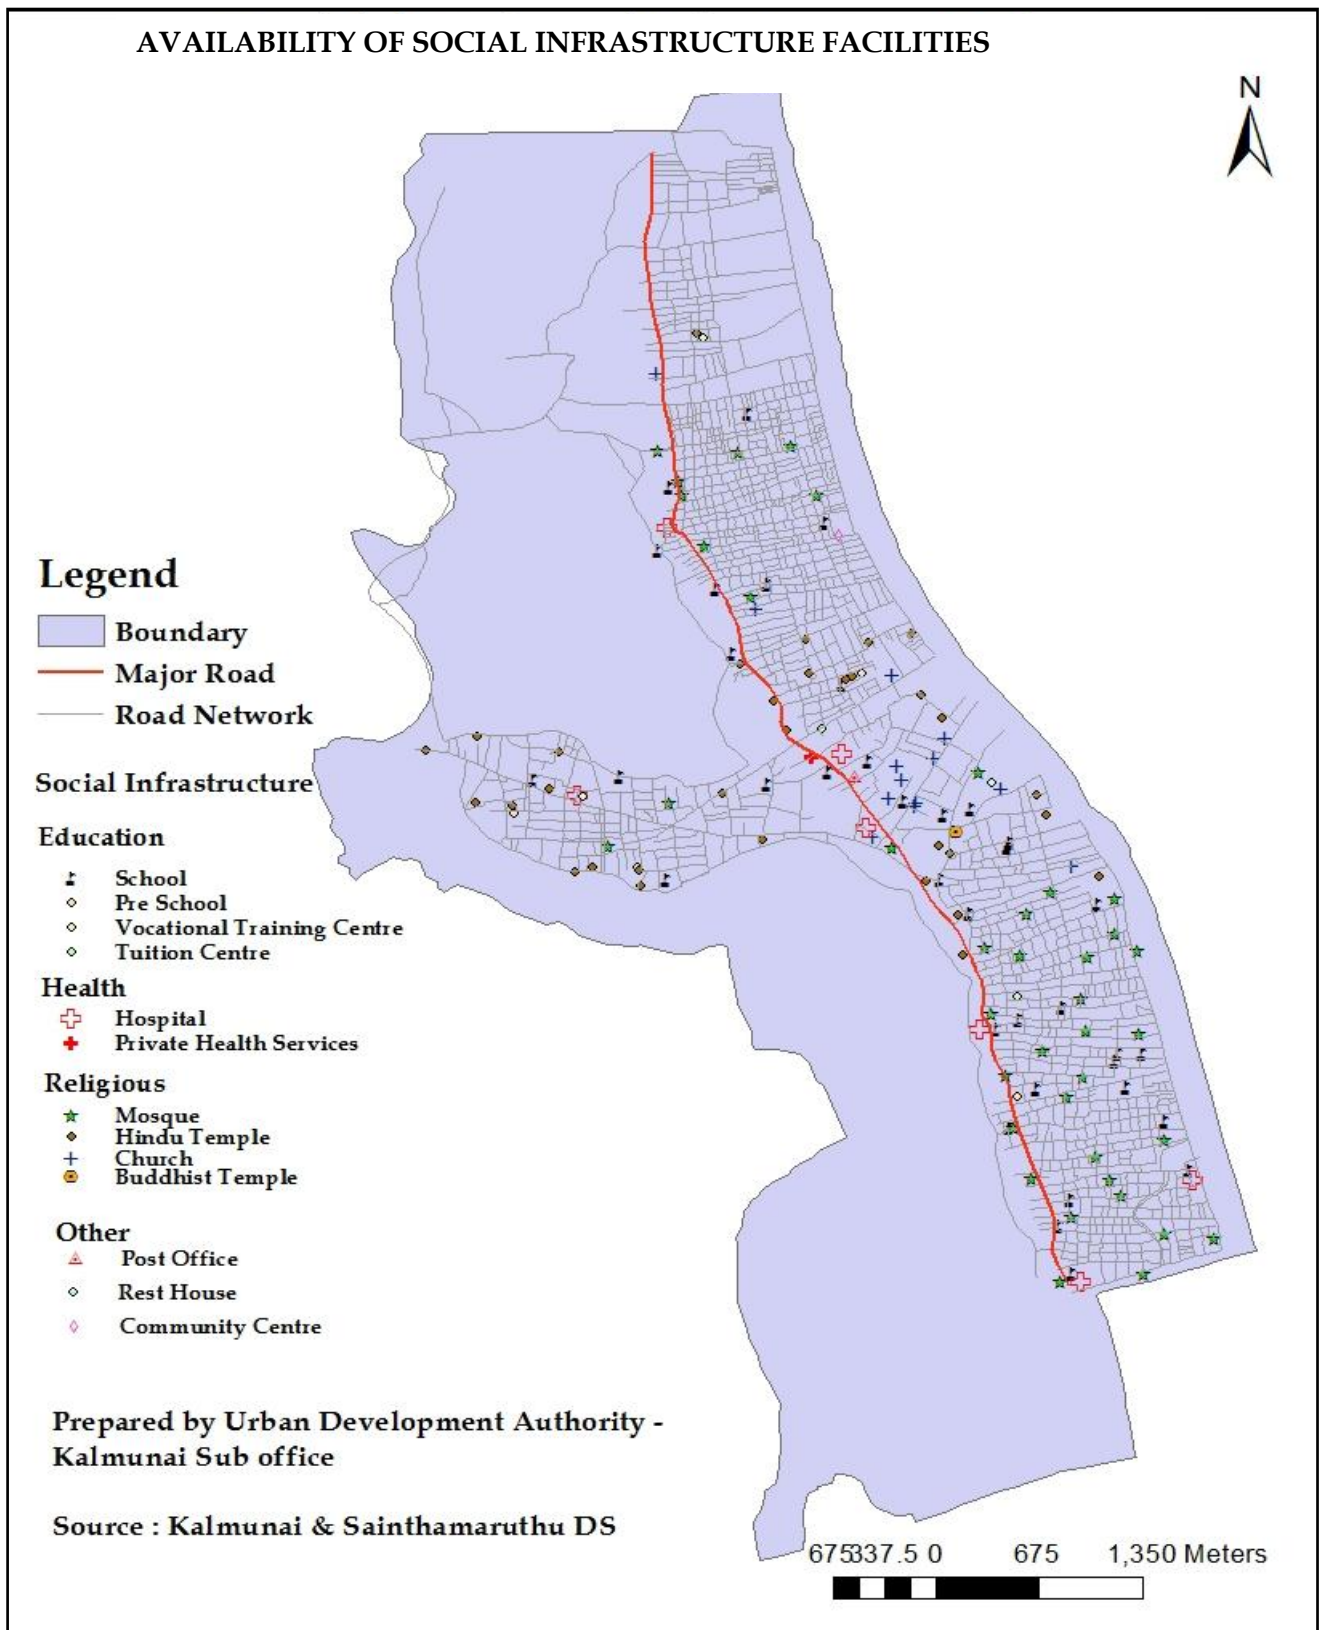 AVAILABILITY OF SOCIAL INFRASTRUCTURE FACILITIES
N
Legend
Boundary
Major Road
Road Network
Social Infrastructure
Education
School
Pre School
Vocational Training Centre
Tuition Centre
Health
Hospital
Private Health Services
Religious
Mosque
Hindu Temple
Church
Buddhist Temple
Other
Post Office
Rest House
Community Centre
Prepared by Urban Development Authority -
Kalmunai Sub office
Source : Kalmunai & Sainthamaruthu DS
675337.5 0 675 1,350 Meters